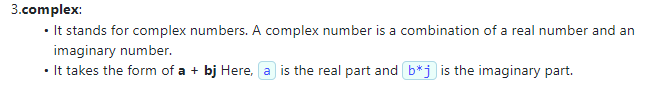 3.complex:
• It stands for complex numbers. A complex number is a combination of a real number and an
imaginary number.
• It takes the form of a + bj Here, a is the real part and b*j is the imaginary part.